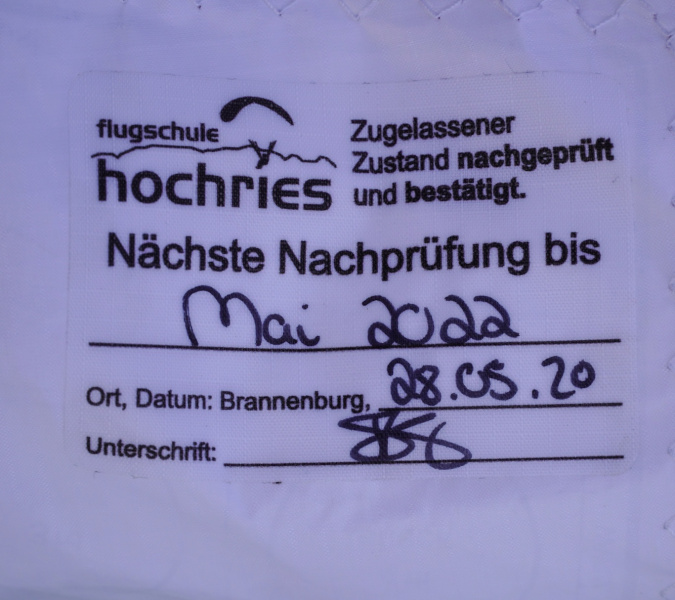 flugschule
hochries
Zugelassener
Zustand nachgeprüft
und bestätigt.
Nächste Nachprüfung bis
Mai 2022
Ort, Datum: Brannenburg, 28.05.20
Unterschrift: